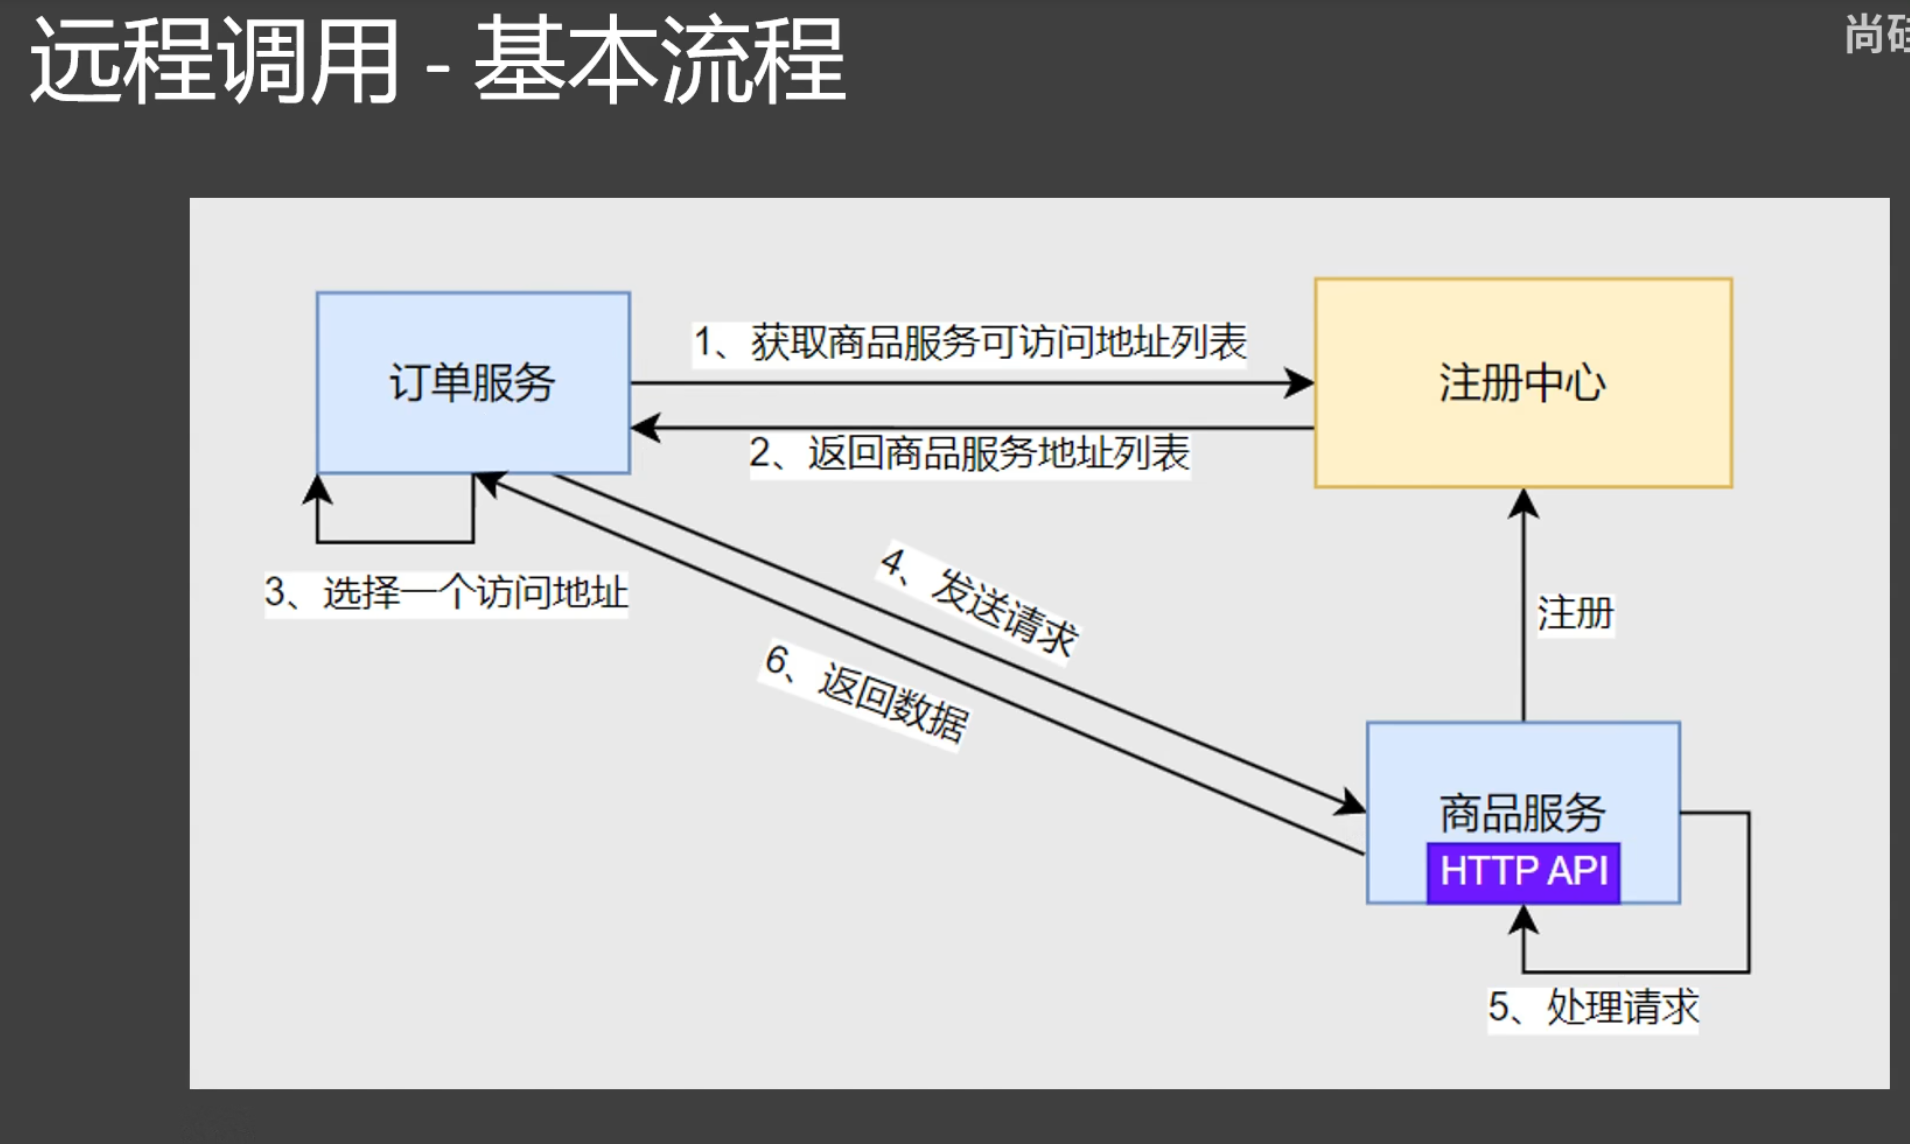 远程调用 - 基本流程
尚硅
订单服务
1、获取商品服务可访问地址列表
注册中心
2、返回商品服务地址列表
3、选择一个访问地址
4、发送请求
注册
6、返回数据
商品服务
HTTP API
5、处理请求